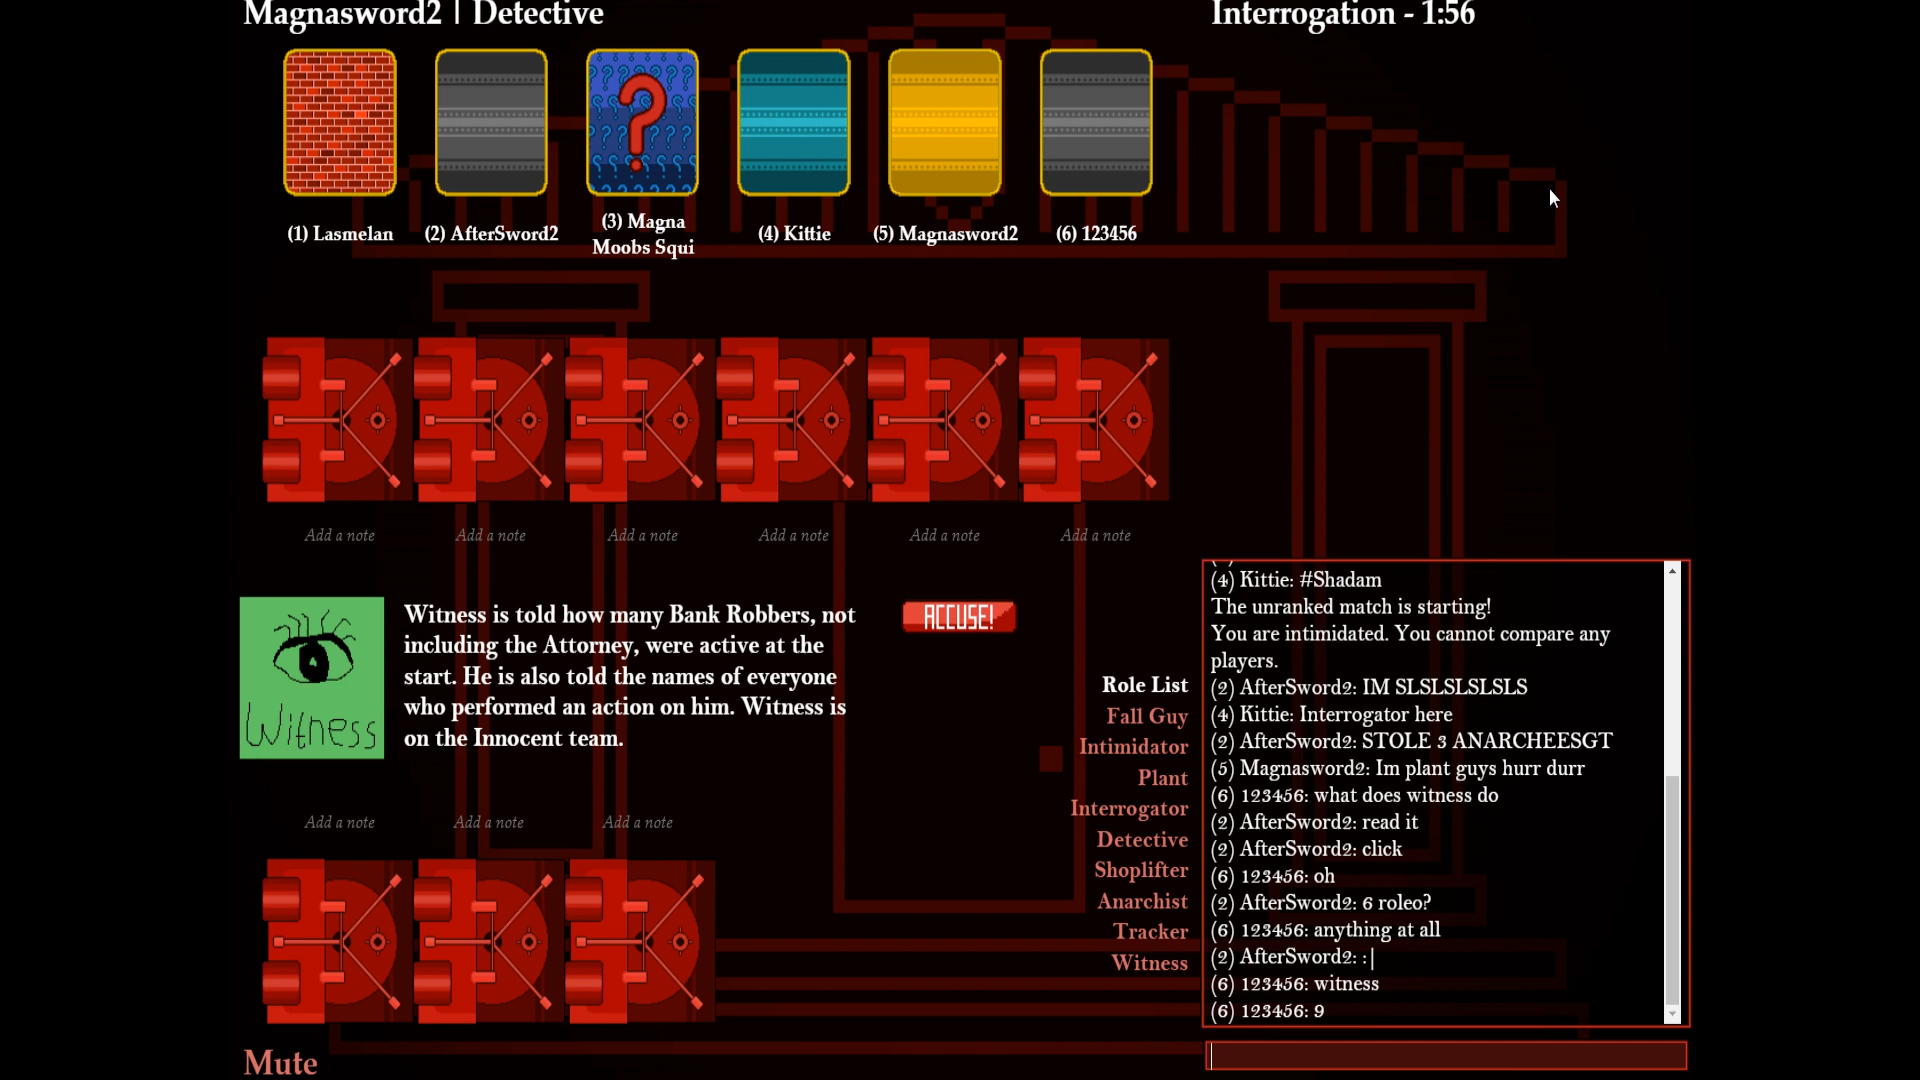 Magnasword2 | Detective
Interrogation - 1:56
?
(1) Lasmelan
(2) AfterSword2
(3) Magna
Moobs Squi
(4) Kittie
(5) Magnasword2
(6) 123456
Add a note
Add a note
Add a note
Add a note
Add a note
Add a note
Witness
Witness is told how many Bank Robbers, not
including the Attorney, were active at the
start. He is also told the names of everyone
who performed an action on him. Witness is
on the Innocent team.
ACCUSE!
Role List
Fall Guy
Intimidator
Plant
Interrogator
Detective
Shoplifter
Anarchist
Tracker
Witness
Add a note
Add a note
Add a note
(4) Kittie: #Shadam
The unranked match is starting!
You are intimidated. You cannot compare any
players.
(2) AfterSword2: IM SLSLSLSLSLS
(4) Kittie: Interrogator here
(2) AfterSword2: STOLE 3 ANARCHEESGT
(5) Magnasword2: Im plant guys hurr durr
(6) 123456: what does witness do
(2) AfterSword2: read it
(2) AfterSword2: click
(6) 123456: oh
(2) AfterSword2: 6 roleo?
(6) 123456: anything at all
(2) AfterSword2: :|
(6) 123456: witness
(6) 123456: 9
Mute